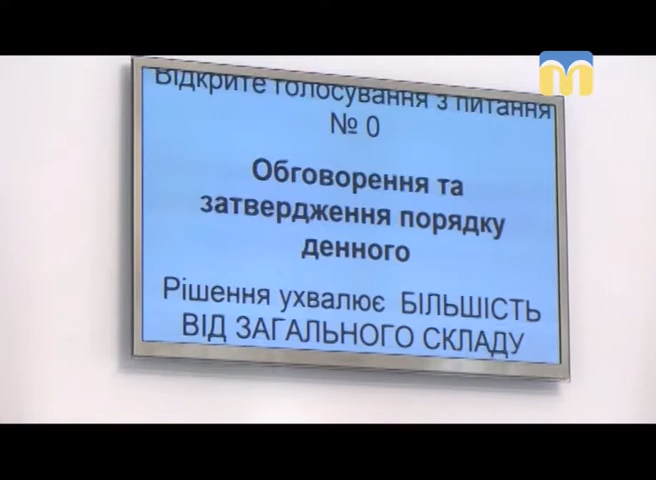 Відкрите голосування з питання
№ 0
Обговорення та
затвердження порядку
денного
Рішення ухвалює БІЛЬШІСТЬ
ВІД ЗАГАЛЬНОГО СКЛАДУ